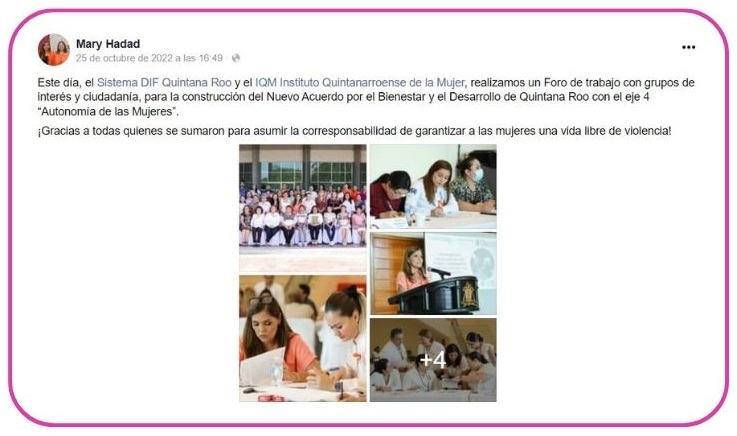 Mary Hadad
25 de octubre de 2022 a las 16:49
Este día, el Sistema DIF Quintana Roo y el IQM Instituto Quintanarroense de la Mujer, realizamos un Foro de trabajo con grupos de
interés y ciudadanía, para la construcción del Nuevo Acuerdo por el Bienestar y el Desarrollo de Quintana Roo con el eje 4
“Autonomía de las Mujeres”.
¡Gracias a todas quienes se sumaron para asumir la corresponsabilidad de garantizar a las mujeres una vida libre de violencia!
+4